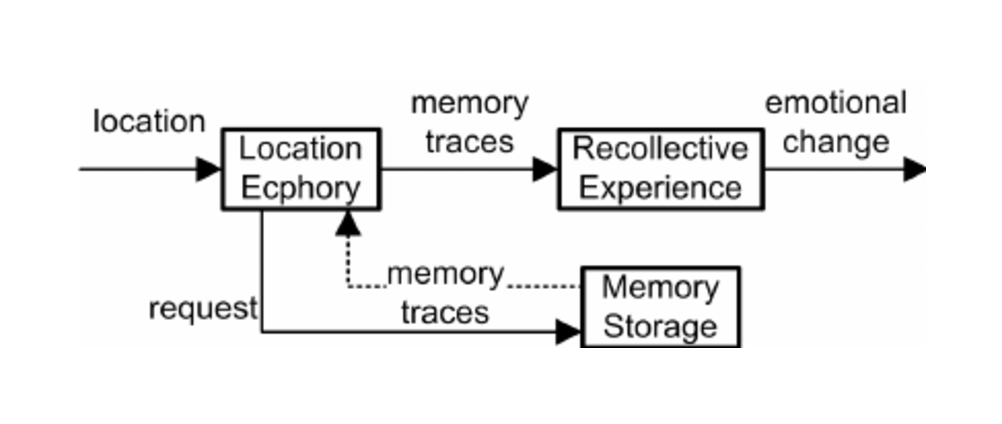 location
Location
Ecphory
memory
traces
Recollective
Experience
emotional
change
request
memory
traces
Memory
Storage